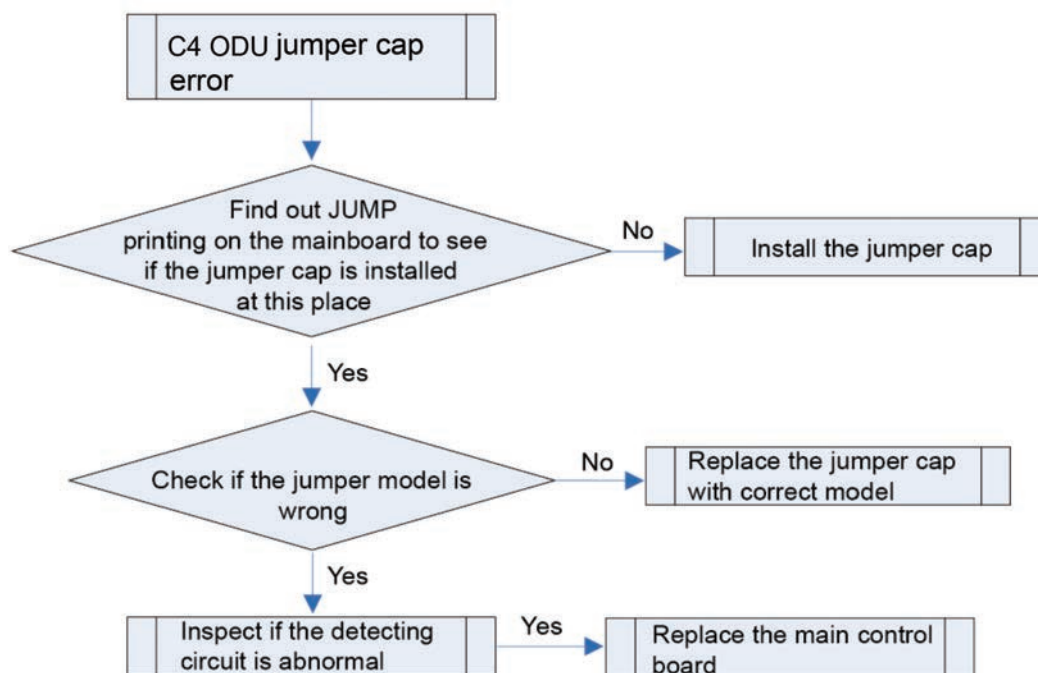 C4 ODU jumper cap
error
Find out JUMP
printing on the mainboard to see
if the jumper cap is installed
at this place
No
Install the jumper cap
Yes
Check if the jumper model is
wrong
No
Replace the jumper cap
with correct model
Yes
Inspect if the detecting
circuit is abnormal
Yes
Replace the main control
board